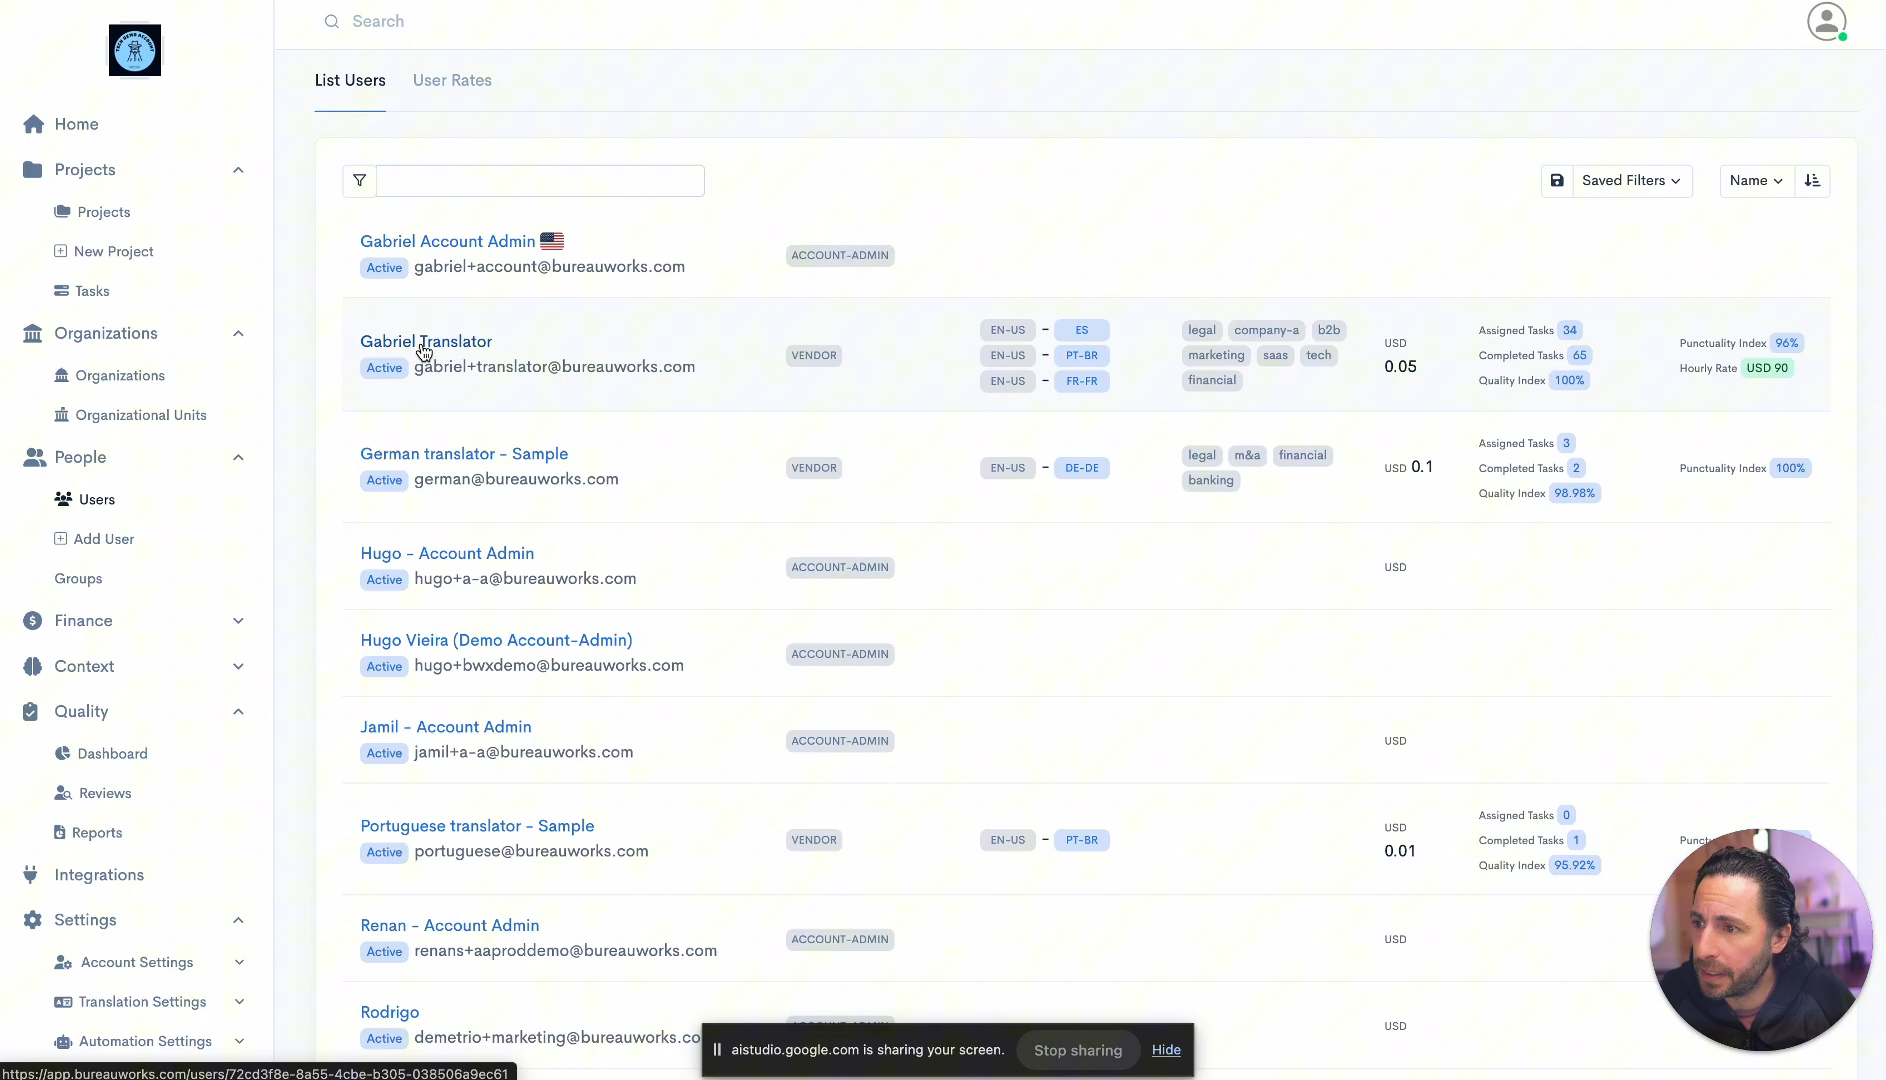 Search
List Users
User Rates
Home
Projects
Projects
New Project
Tasks
Organizations
Organizations
Organizational Units
People
Users
Add User
Groups
Finance
Context
Quality
Dashboard
Reviews
Reports
Integrations
Settings
Account Settings
Translation Settings
Automation Settings
Saved Filters
Name
Gabriel Account Admin
Active gabriel+account@bureauworks.com
ACCOUNT-ADMIN
Gabriel Translator
Active gabriel+translator@bureauworks.com
VENDOR
EN-US - ES
EN-US - PT-BR
EN-US - FR-FR
legal company-a b2b
marketing saas tech
financial
USD
0.05
Assigned Tasks 34
Completed Tasks 65
Quality Index 100%
Punctuality Index 96%
Hourly Rate USD 90
German translator - Sample
Active german@bureauworks.com
VENDOR
EN-US - DE-DE
legal m&a financial
banking
USD 0.1
Assigned Tasks 3
Completed Tasks 2
Quality Index 98.98%
Punctuality Index 100%
Hugo - Account Admin
Active hugo+a-a@bureauworks.com
ACCOUNT-ADMIN
USD
Hugo Vieira (Demo Account-Admin)
Active hugo+bwxdemo@bureauworks.com
ACCOUNT-ADMIN
Jamil - Account Admin
Active jamil+a-a@bureauworks.com
ACCOUNT-ADMIN
USD
Portuguese translator - Sample
Active portuguese@bureauworks.com
VENDOR
EN-US - PT-BR
USD
0.01
Assigned Tasks 0
Completed Tasks 1
Quality Index 95.92%
Renan - Account Admin
Active renans+aaproddemo@bureauworks.com
ACCOUNT-ADMIN
USD
Rodrigo
Active demetrio+marketing@bureauworks.co
USD
aistudio.google.com is sharing your screen.
Stop sharing
Hide
https://app.bureauworks.com/users/72cd3f8e-8a55-4cbe-b305-038506a9ec61